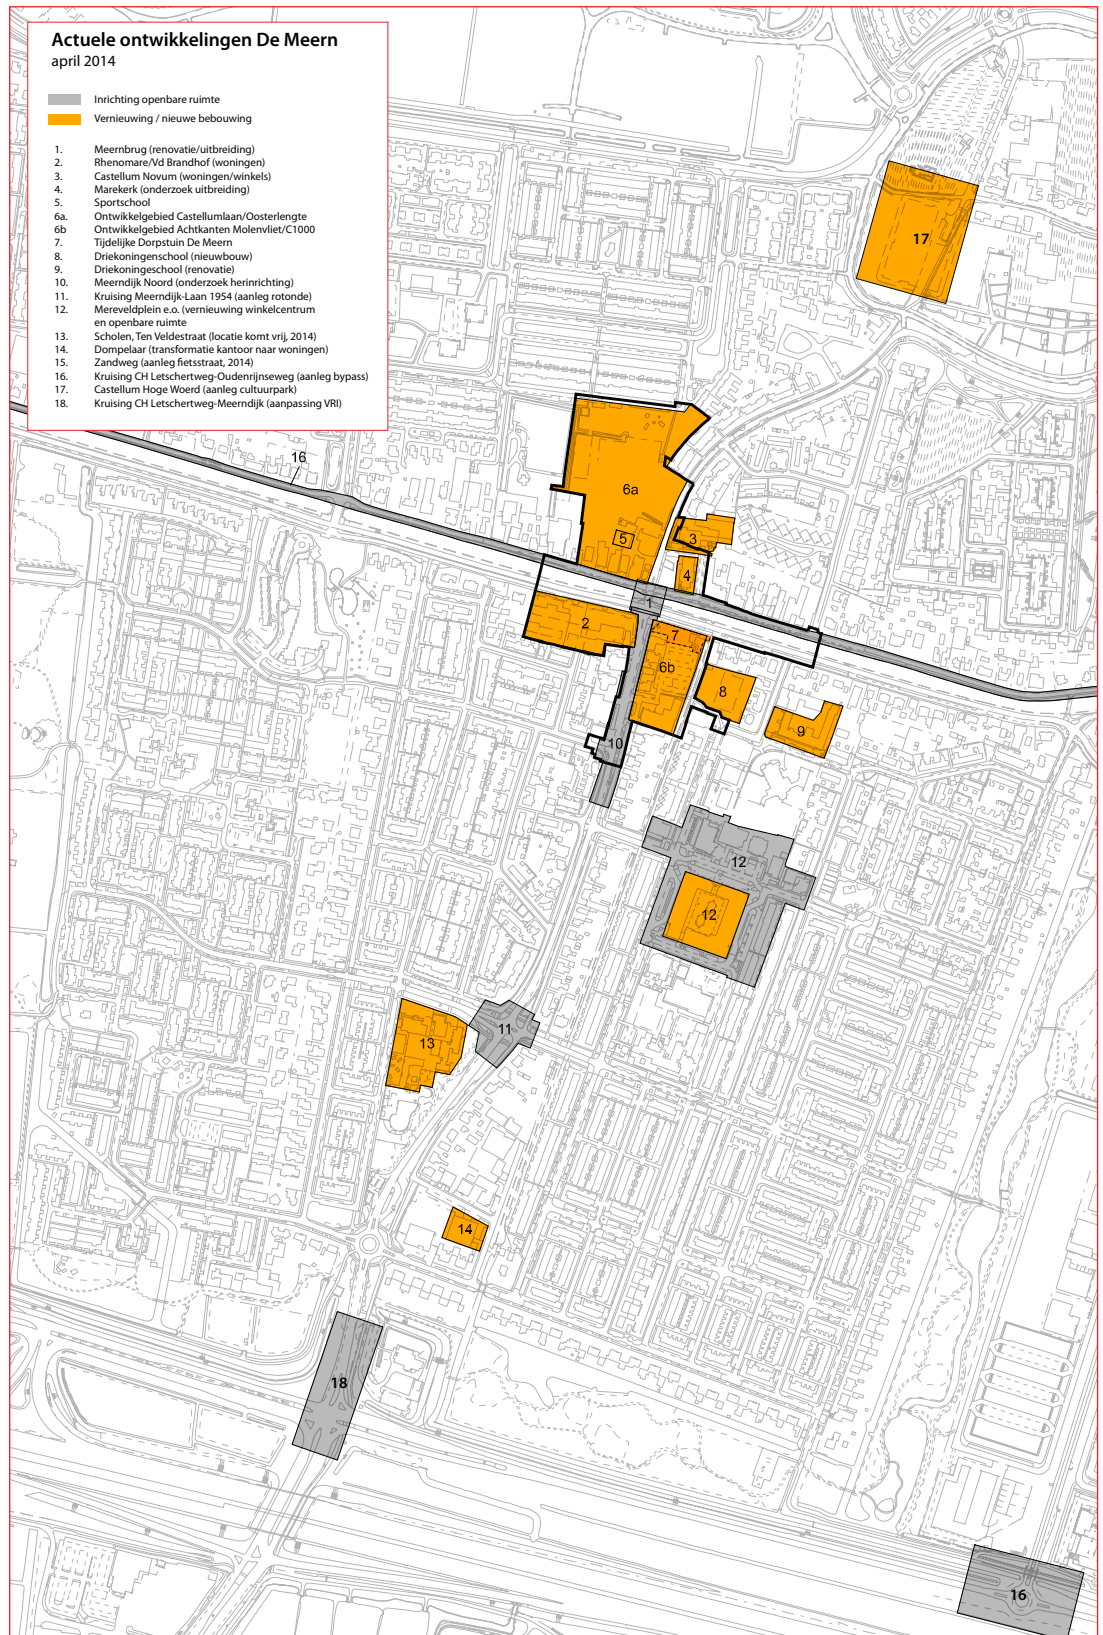 Actuele ontwikkelingen De Meern
april 2014
Inrichting openbare ruimte
Vernieuwing / nieuwe bebouwing
1. Meernbrug (renovatie/uitbreiding)
2. Rhenomare/Vd Brandhof (woningen)
3. Castellum Novum (woningen/winkels)
4. Marekerk (onderzoek uitbreiding)
5. Sportschool
6a. Ontwikkelgebied Castellumlaan/Oosterlengte
6b Ontwikkelgebied Achtkanten Molenvliet/C1000
7. Tijdelijke Dorpstuin De Meern
8. Driekoningenschool (nieuwbouw)
9. Driekoningeschool (renovatie)
10. Meerndijk Noord (onderzoek herinrichting)
11. Kruising Meerndijk-Laan 1954 (aanleg rotonde)
12. Mereveldplein e.o. (vernieuwing winkelcentrum
en openbare ruimte
13. Scholen, Ten Veldestraat (locatie komt vrij, 2014)
14. Dompelaar (transformatie kantoor naar woningen)
15. Zandweg (aanleg fietsstraat, 2014)
16. Kruising CH Letschertweg-Oudenrijnseweg (aanleg bypass)
17. Castellum Hoge Woerd (aanleg cultuurpark)
18. Kruising CH Letschertweg-Meerndijk (aanpassing VRI)
17
16
6a
5
3
4
1
2
7
6b
8
9
10
12
12
11
13
14
18
16